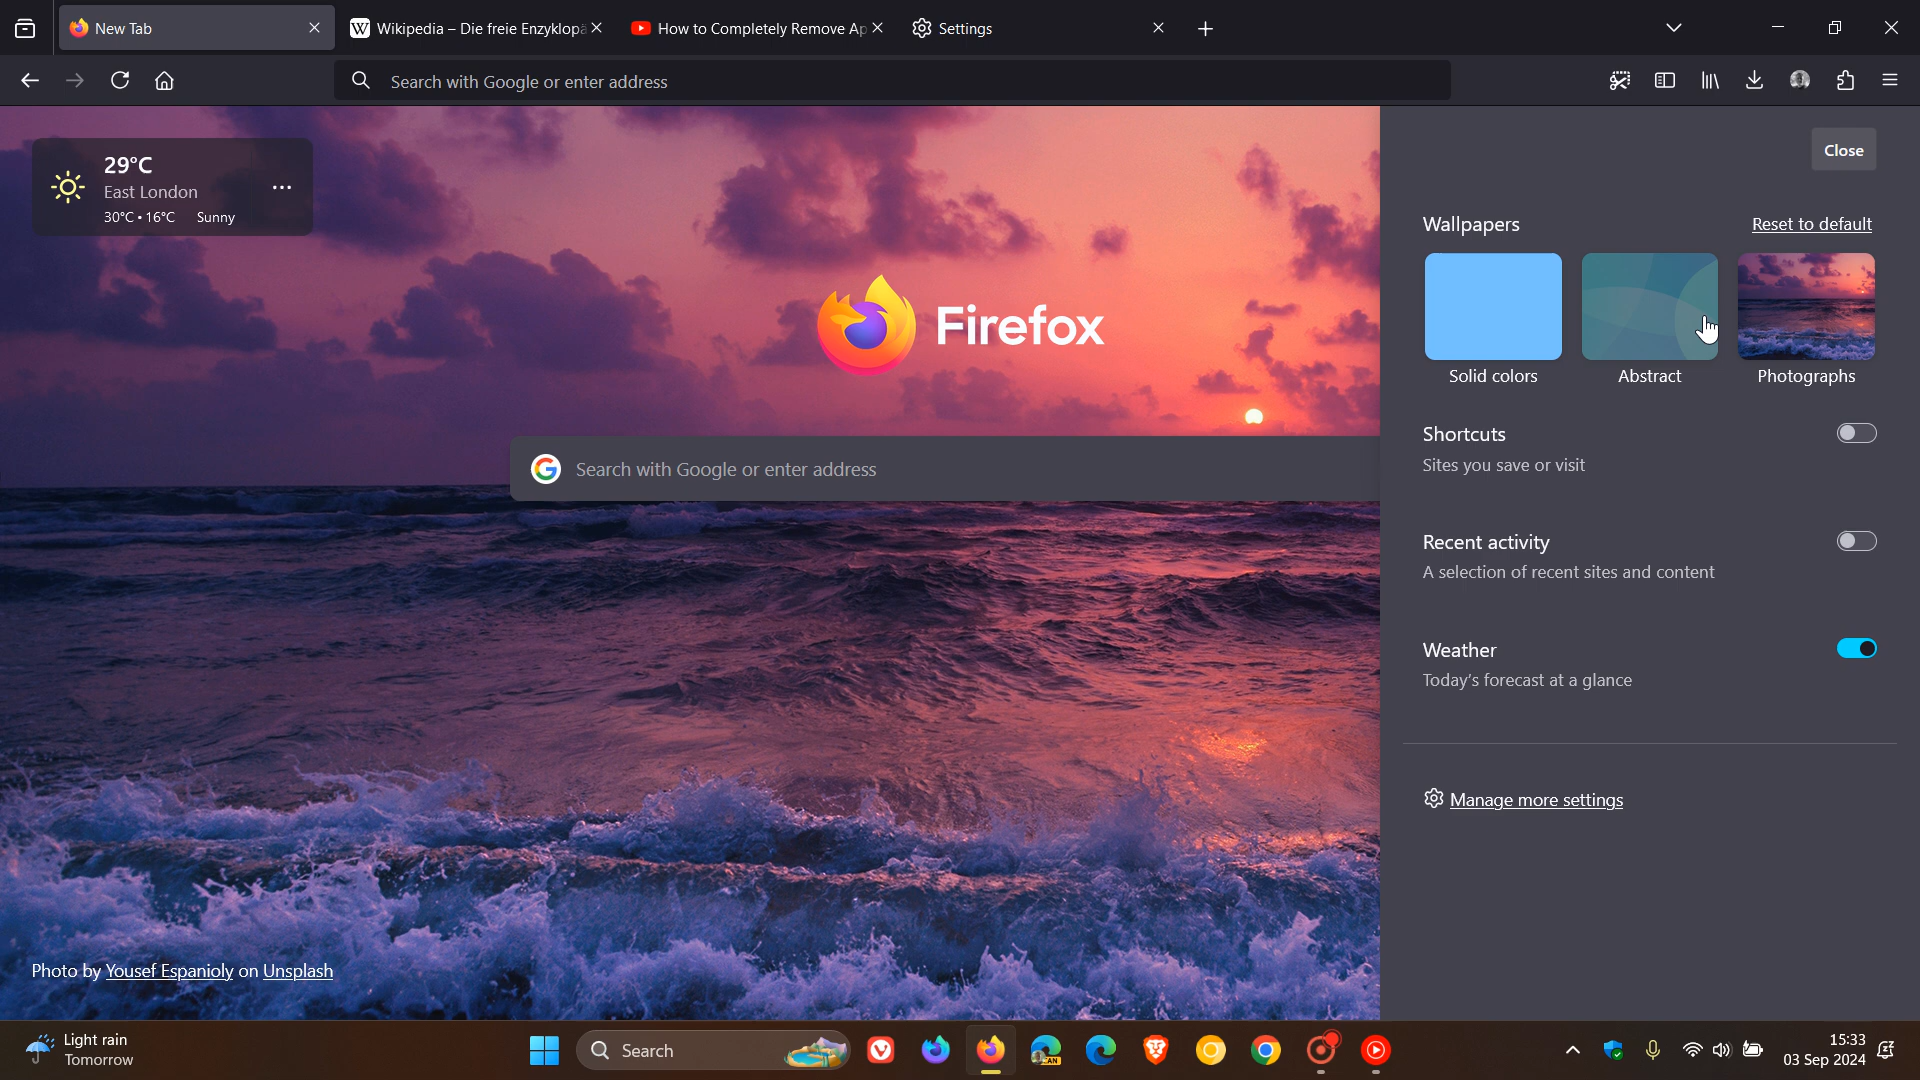 New Tab
Wikipedia – Die freie Enzyklopä
How to Completely Remove Ap
Settings
Search with Google or enter address
29°C
East London
30°C • 16°C Sunny
Firefox
Search with Google or enter address
Photo by Yousef Espanioly on Unsplash
Close
Wallpapers
Reset to default
Solid colors
Abstract
Photographs
Shortcuts
Sites you save or visit
Recent activity
A selection of recent sites and content
Weather
Today's forecast at a glance
Manage more settings
Light rain
Tomorrow
Search
CAN
15:33
03 Sep 2024